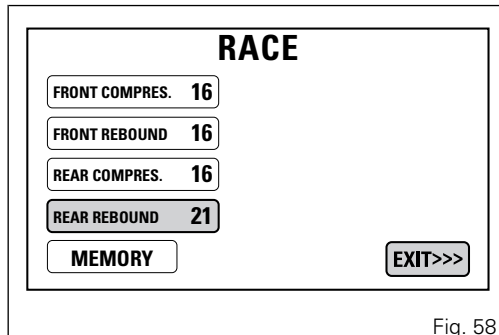 RACE
FRONT COMPRES. 16
FRONT REBOUND 16
REAR COMPRES. 16
REAR REBOUND 21
MEMORY EXIT>>>
Fig. 58